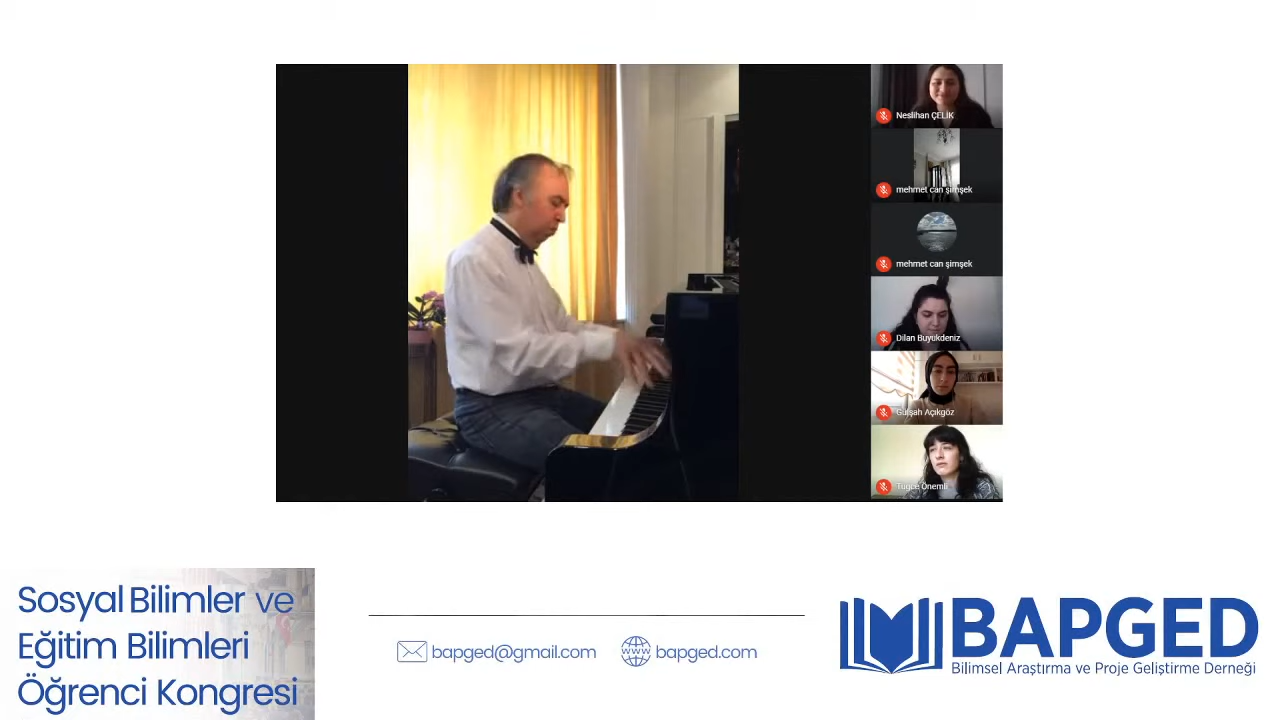 Neslihan ÇELİK
mehmet can şimşek
mehmet can şimşek
Dilan Büyükdeniz
Gülşah Açıkgöz
Tuğçe Önemli
Sosyal Bilimler ve
Eğitim Bilimleri
Öğrenci Kongresi
bapged@gmail.com
bapged.com
BAPGED
Bilimsel Araştırma ve Proje Geliştirme Derneği